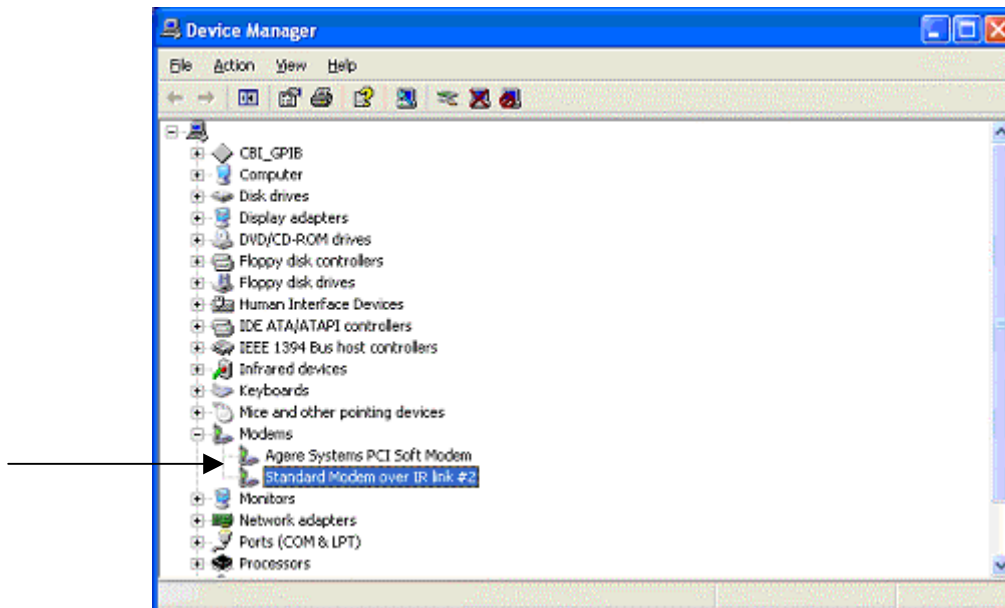 Device Manager
File Action View Help
CBI_GPIB
Computer
Disk drives
Display adapters
DVD/CD-ROM drives
Floppy disk controllers
Floppy disk drives
Human Interface Devices
IDE ATA/ATAPI controllers
IEEE 1394 Bus host controllers
Infrared devices
Keyboards
Mice and other pointing devices
Modems
Agere Systems PCI Soft Modem
Standard Modem over IR link #2
Monitors
Network adapters
Ports (COM & LPT)
Processors